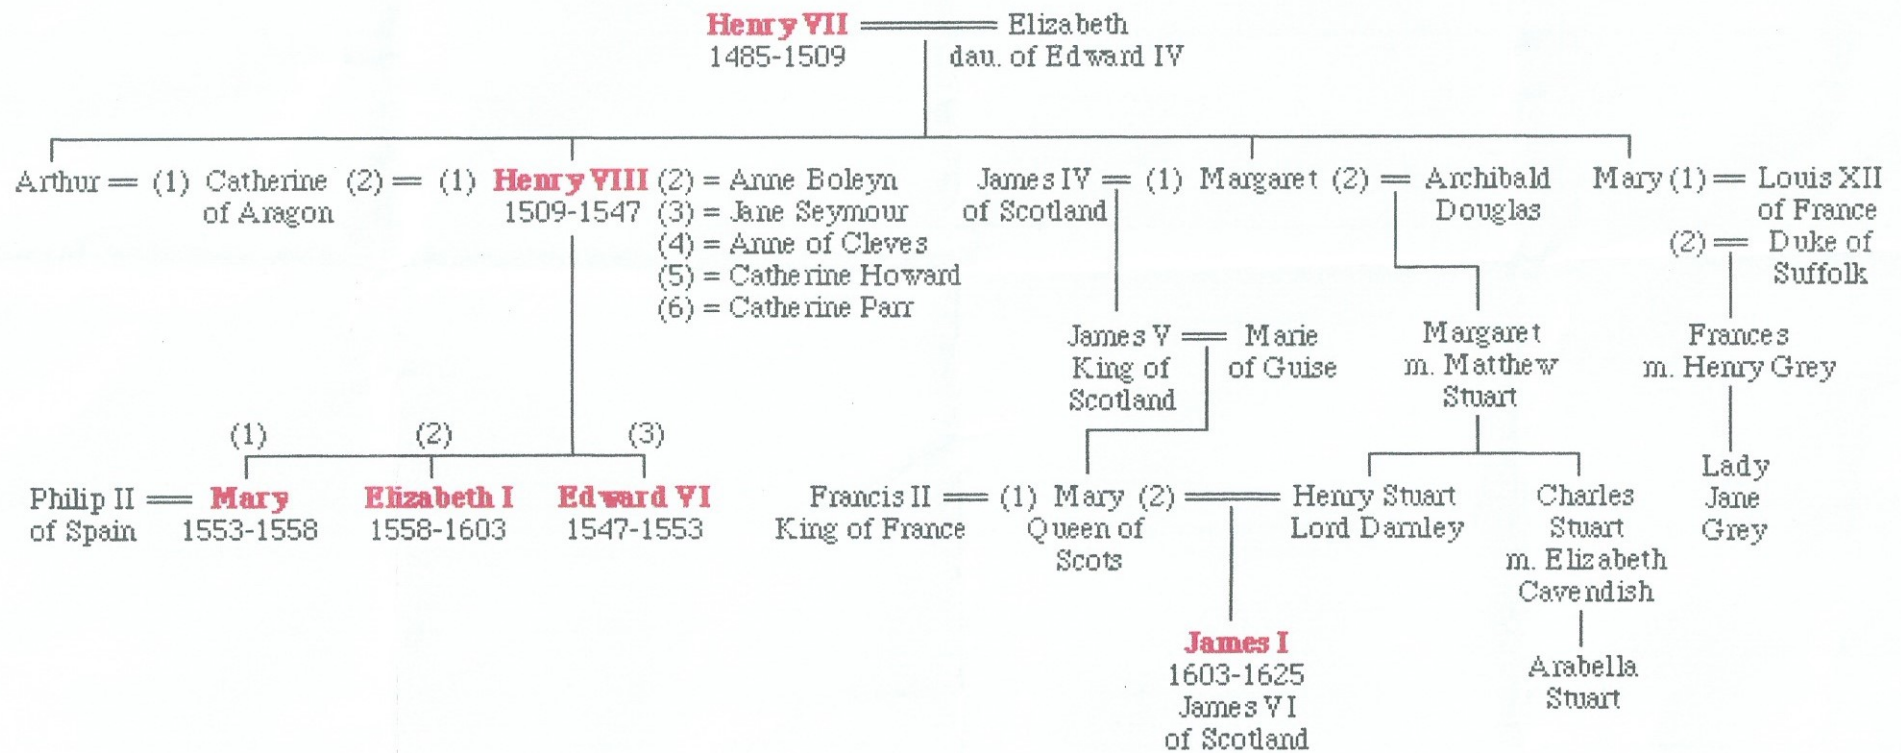 Henry VII
1485-1509
Elizabeth
dau. of Edward IV
Arthur = (1) Catherine (2) = (1) Henry VIII (2) = Anne Boleyn
of Aragon
1509-1547 (3) = Jane Seymour
(4) = Anne of Cleves
(5) = Catherine Howard
(6) = Catherine Parr
James IV = (1) Margaret (2) = Archibald
of Scotland
Douglas
Mary (1) = Louis XII
of France
(2) = Duke of
Suffolk
James V
King of
Scotland
Marie
of Guise
Margaret
m. Matthew
Stuart
Frances
m. Henry Grey
(1)
(2)
(3)
Philip II
of Spain
Mary
1553-1558
Elizabeth I
1558-1603
Edward VI
1547-1553
Francis II = (1) Mary (2)
King of France
Queen of
Scots
Henry Stuart
Lord Darnley
Charles
Stuart
m. Elizabeth
Cavendish
Lady
Jane
Grey
James I
1603-1625
James VI
of Scotland
Arabella
Stuart